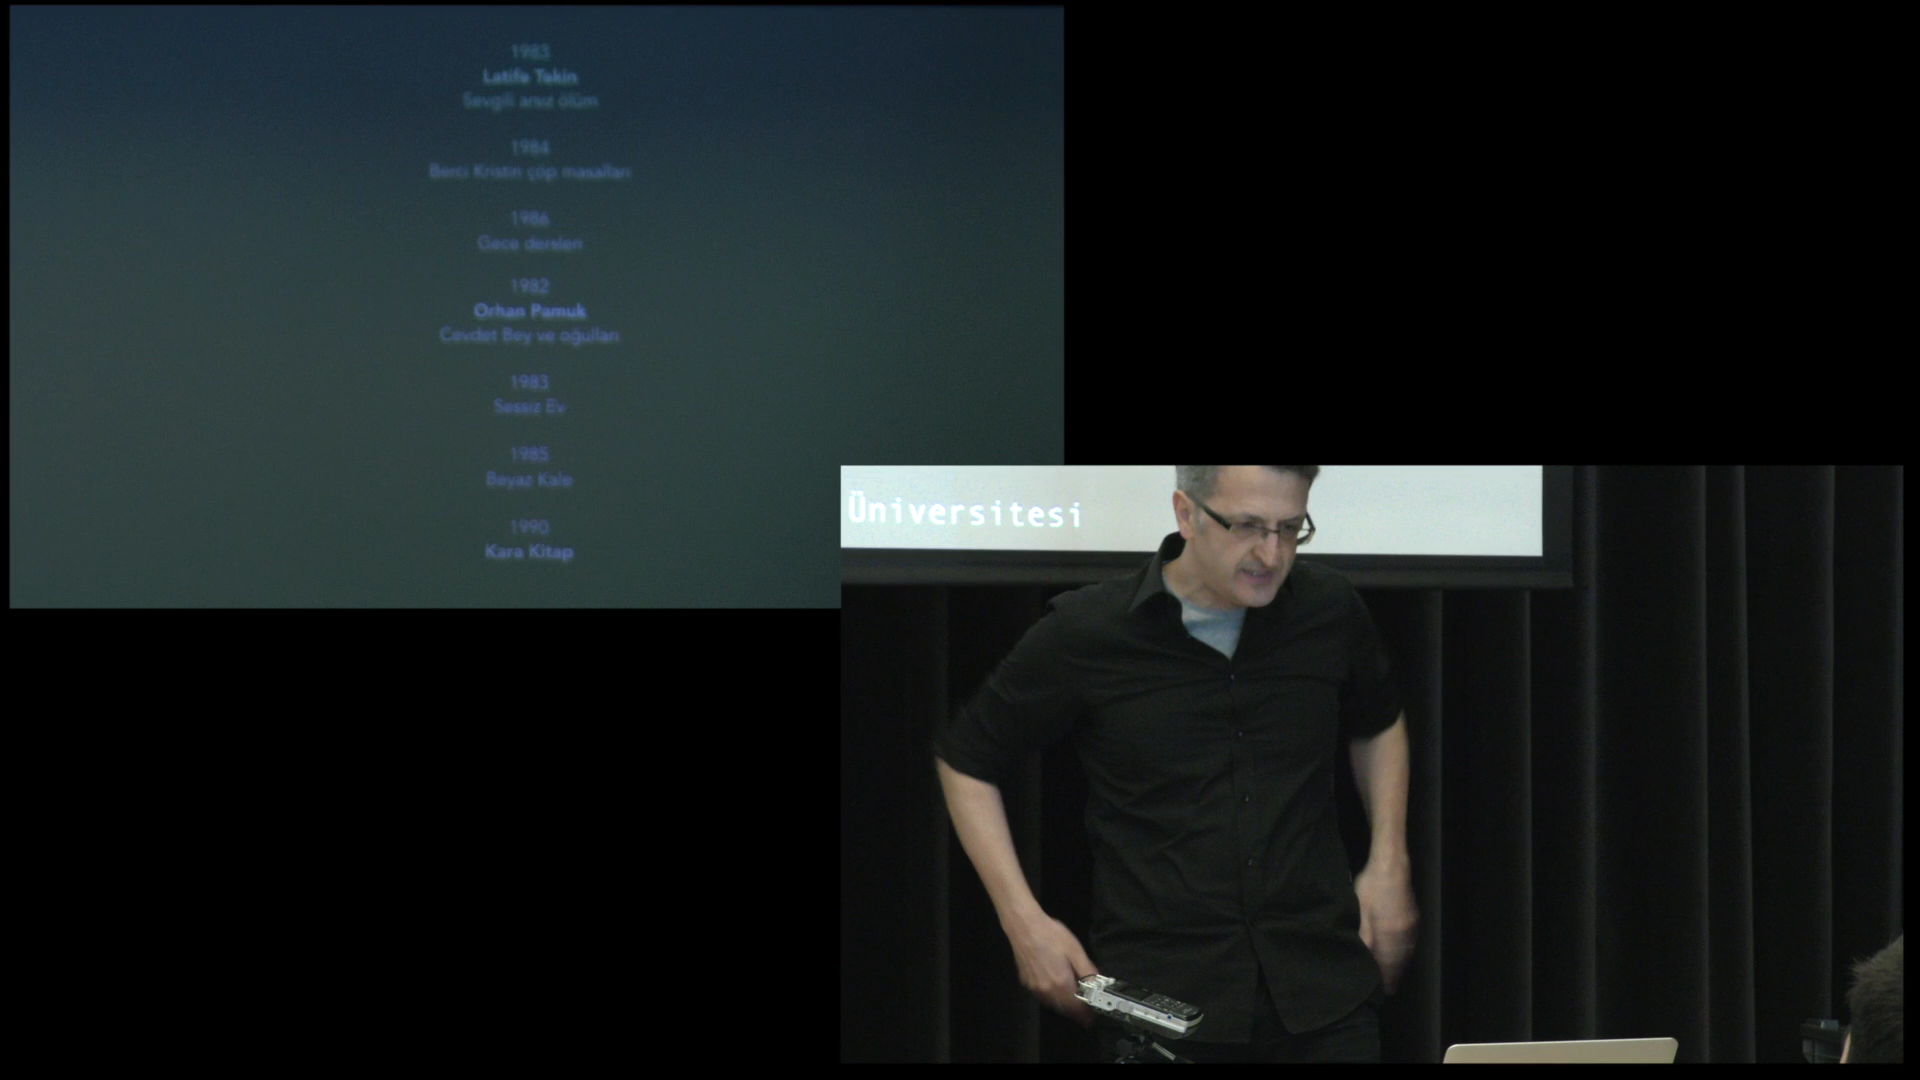 1983
Latife Tekin
Sevgili arsız ölüm
1984
Berci Kristin çöp masalları
1986
Gece dersleri
1982
Orhan Pamuk
Cevdet Bey ve oğulları
1983
Sessiz Ev
1985
Beyaz Kale
1990
Kara Kitap
Üniversitesi